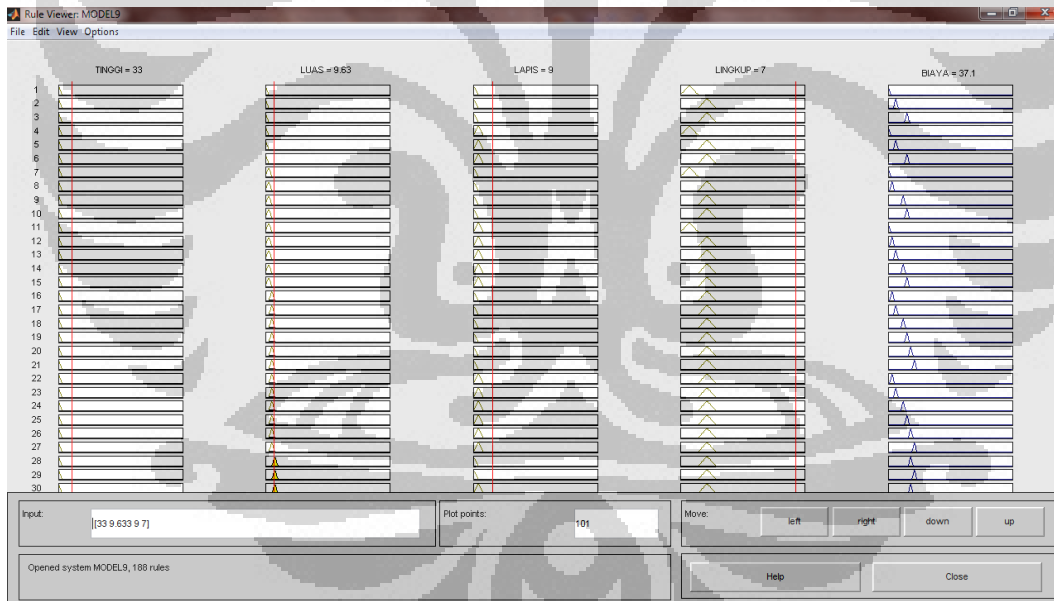 Rule Viewer: MODEL9
File Edit View Options
TINGGI = 33
LUAS = 9.63
LAPIS = 9
LINGKUP = 7
BIAYA = 37.1
1
2
3
4
5
6
7
8
9
10
11
12
13
14
15
16
17
18
19
20
21
22
23
24
25
26
27
28
29
30
Input:
[33 9.633 9 7]
Plot points:
101
Move:
left
right
down
up
Opened system MODEL9, 188 rules
Help
Close